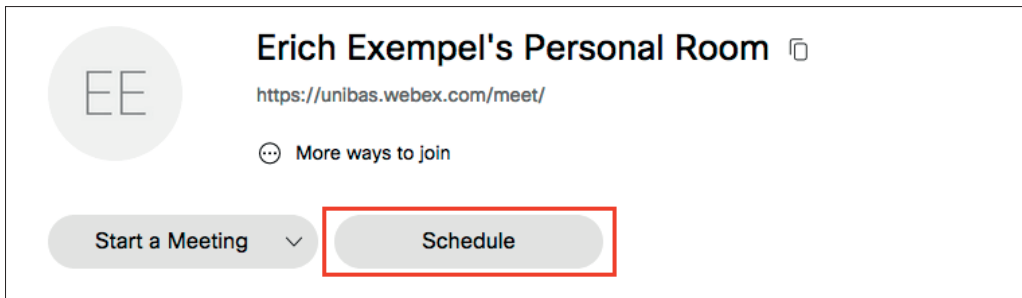 EE
Erich Exempel's Personal Room
https://unibas.webex.com/meet/
More ways to join
Start a Meeting
Schedule